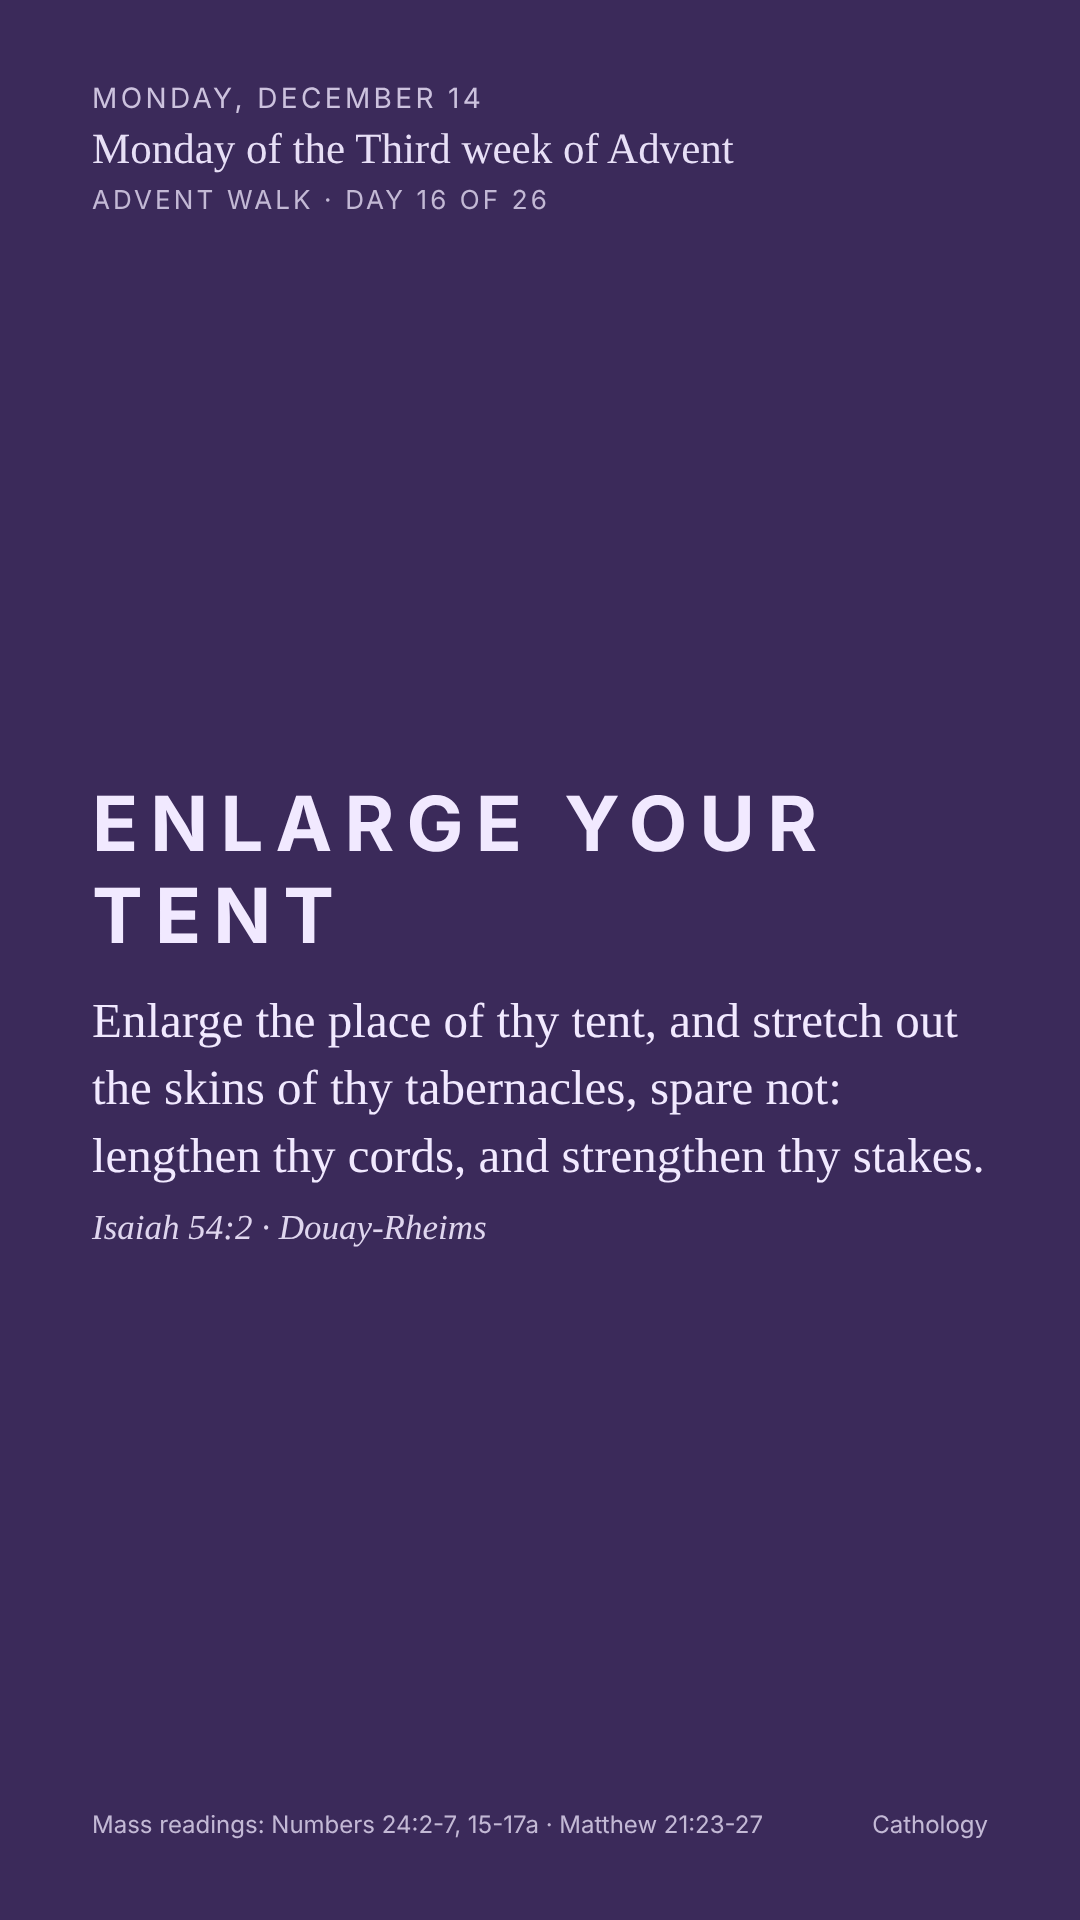 MONDAY, DECEMBER 14
Monday of the Third week of Advent
ADVENT WALK · DAY 16 OF 26
ENLARGE YOUR
TENT
Enlarge the place of thy tent, and stretch out
the skins of thy tabernacles, spare not:
lengthen thy cords, and strengthen thy stakes.
Isaiah 54:2 · Douay-Rheims
Mass readings: Numbers 24:2-7, 15-17a · Matthew 21:23-27
Cathology